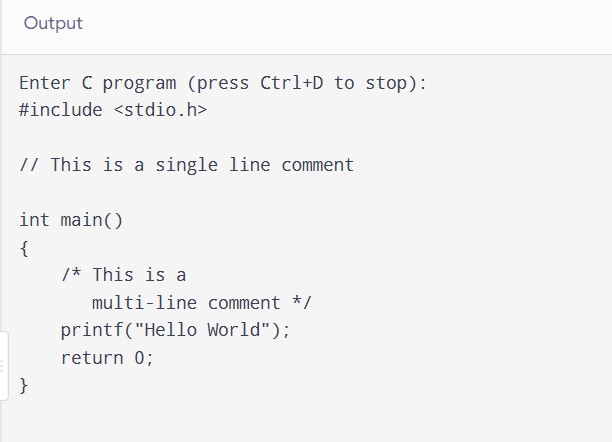 Output
Enter C program (press Ctrl+D to stop):
#include <stdio.h>
// This is a single line comment
int main()
{
    /* This is a
       multi-line comment */
    printf("Hello World");
    return 0;
}